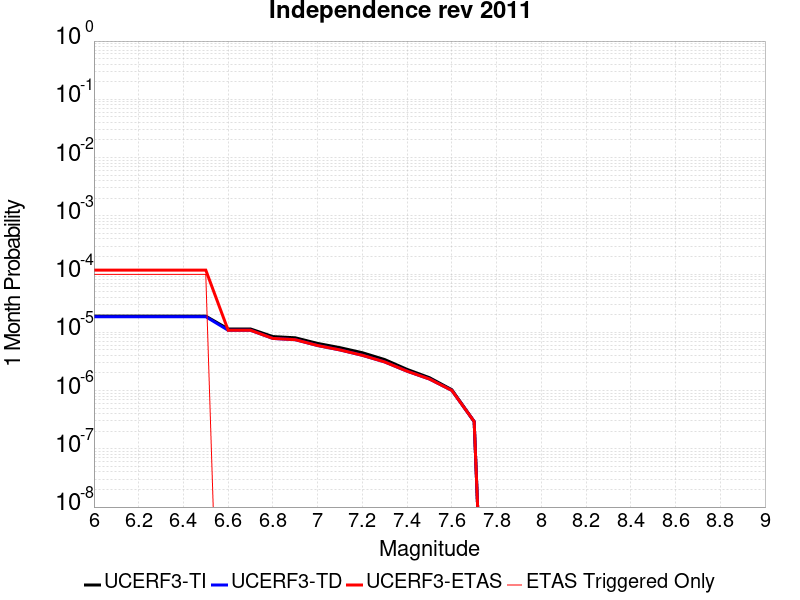 Independence rev 2011
1 Month Probability
10^0
10^-1
10^-2
10^-3
10^-4
10^-5
10^-6
10^-7
10^-8
6 6.2 6.4 6.6 6.8 7 7.2 7.4 7.6 7.8 8 8.2 8.4 8.6 8.8 9
Magnitude
UCERF3-TI UCERF3-TD UCERF3-ETAS ETAS Triggered Only